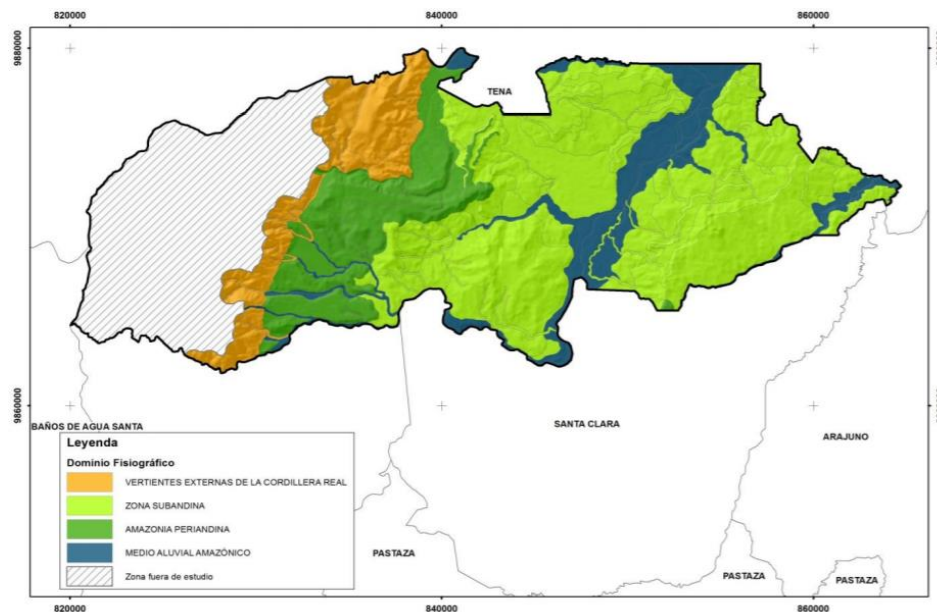 820000
840000
860000
9880000
TENA
9860000
BAÑOS DE AGUA SANTA
SANTA CLARA
ARAJUNO
Leyenda
Dominio Fisiográfico
VERTIENTES EXTERNAS DE LA CORDILLERA REAL
ZONA SUBANDINA
AMAZONIA PERIANDINA
MEDIO ALUVIAL AMAZÓNICO
Zona fuera de estudio
PASTAZA
PASTAZA
PASTAZA
820000
840000
860000